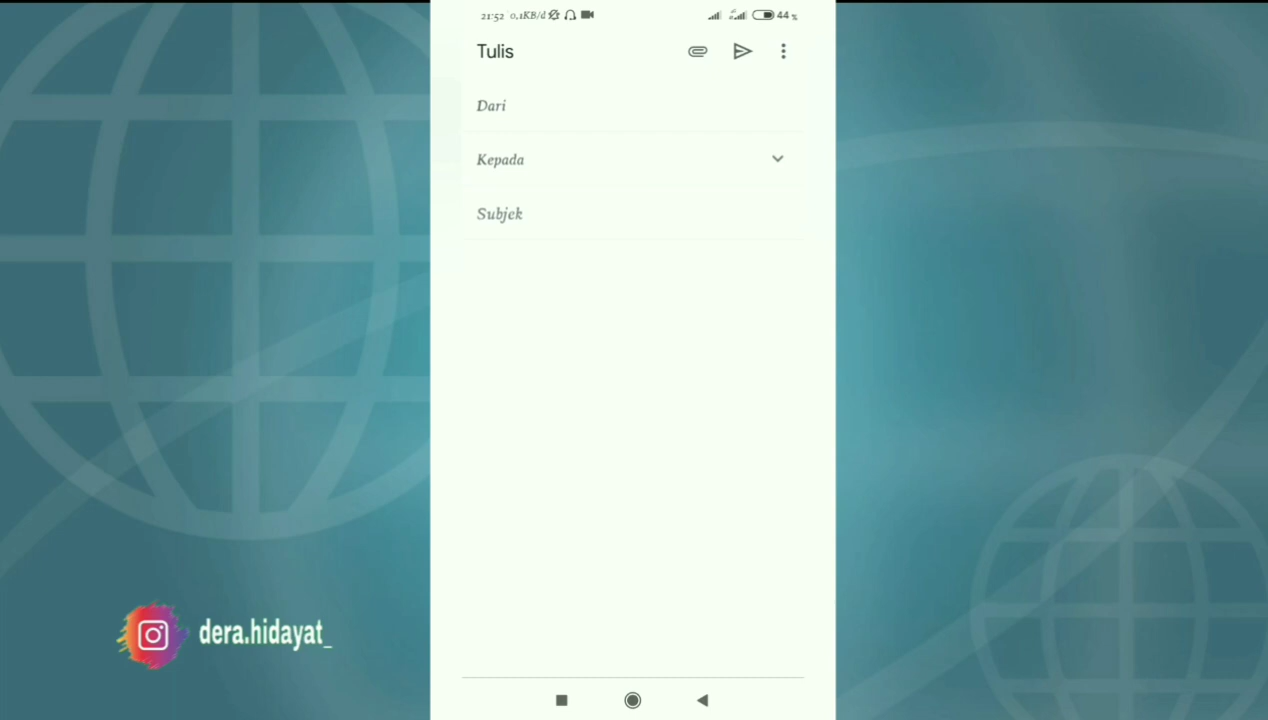 21:52 0,1KB/d 44 %
Tulis
Dari
Kepada
Subjek
dera.hidayat_